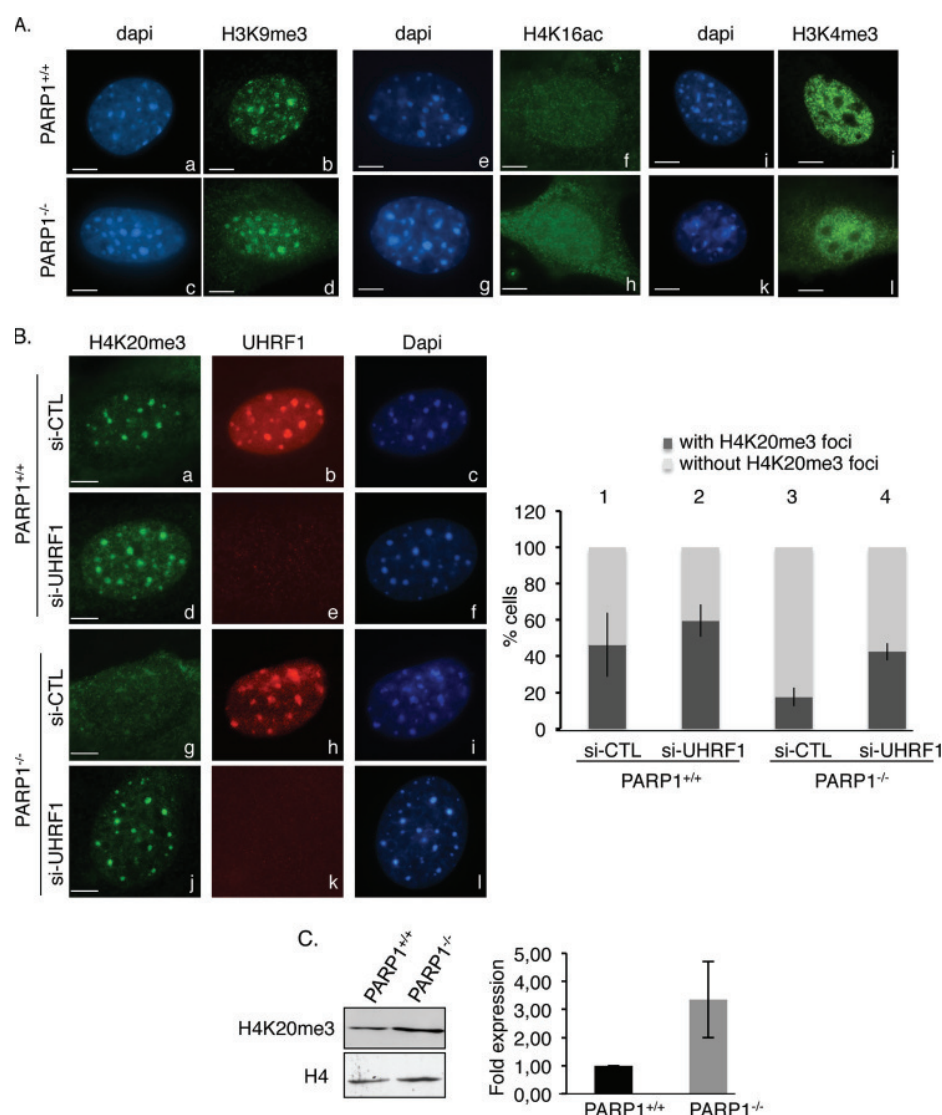 A.
dapi H3K9me3 dapi H4K16ac dapi H3K4me3
PARP1+/+
a b e f i j
PARP1-/-
c d g h k l
B.
H4K20me3 UHRF1 Dapi
PARP1+/+
si-CTL
a b c
si-UHRF1
d e f
PARP1-/-
si-CTL
g h i
si-UHRF1
j k l
with H4K20me3 foci
without H4K20me3 foci
1 2 3 4
% cells
120
100
80
60
40
20
0
si-CTL si-UHRF1 si-CTL si-UHRF1
PARP1+/+ PARP1-/-
C.
PARP1+/+ PARP1-/-
H4K20me3
H4
Fold expression
5,00
4,00
3,00
2,00
1,00
0,00
PARP1+/+ PARP1-/-